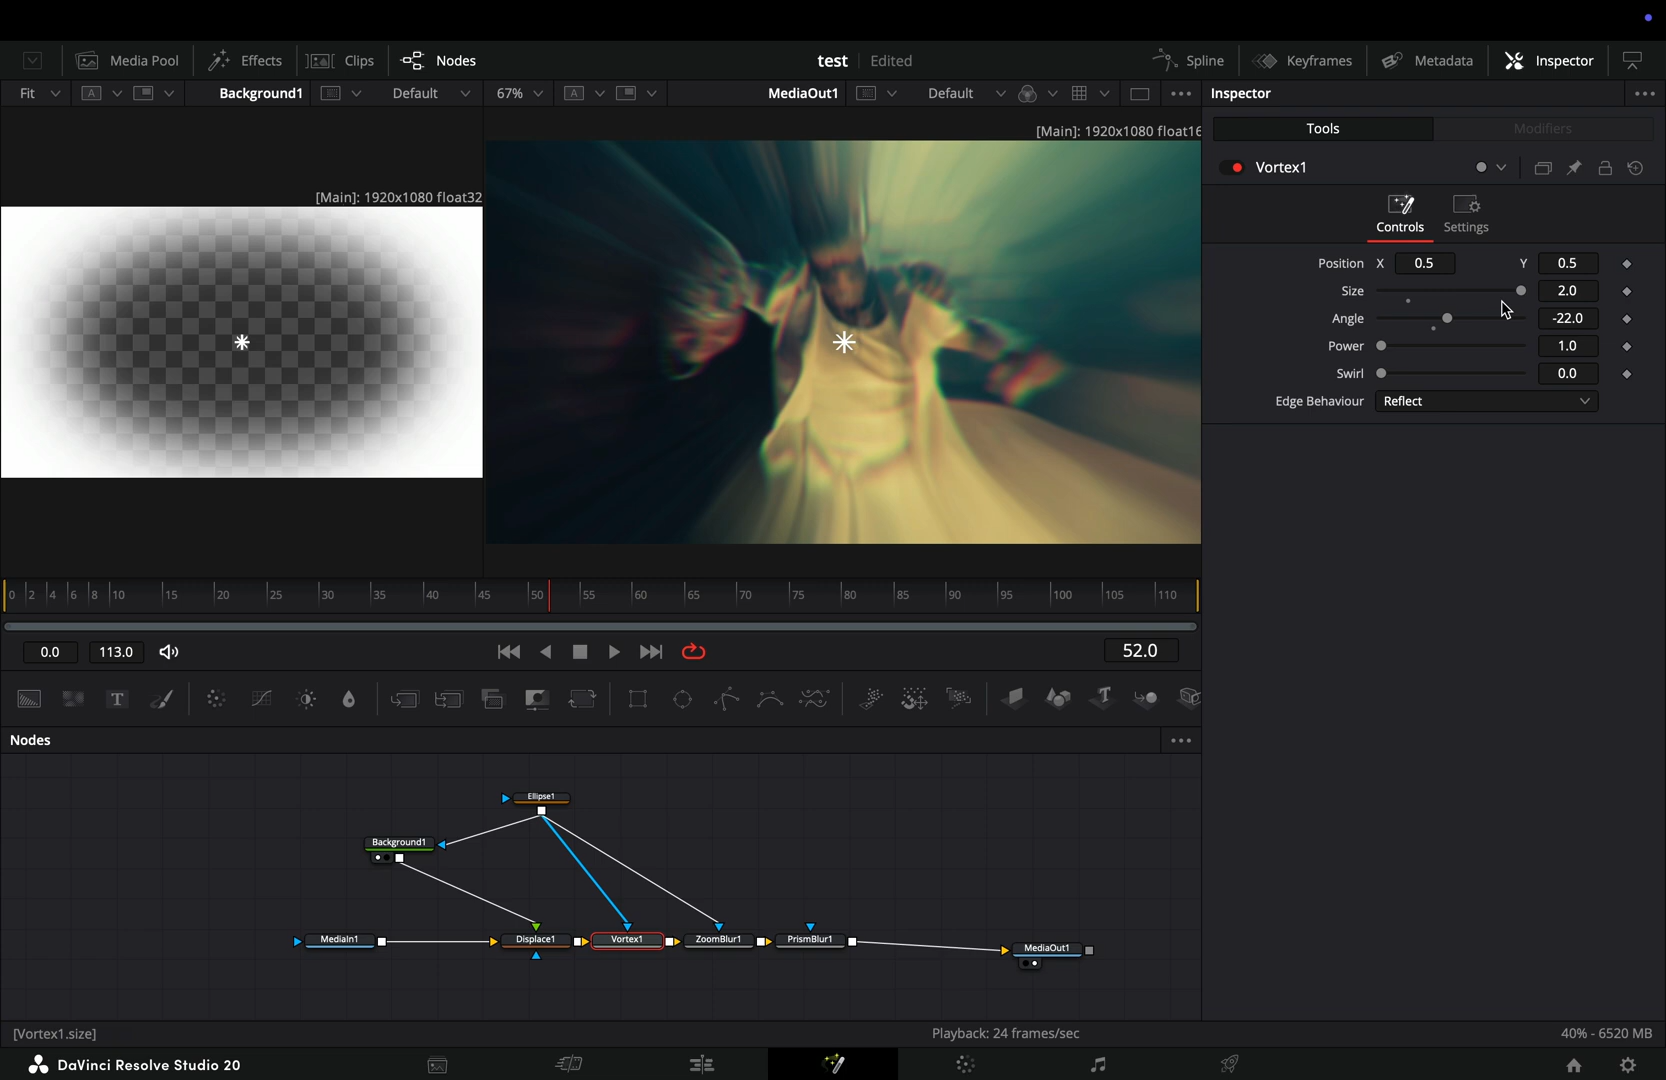 Media Pool Effects Clips Nodes test Edited Spline Keyframes Metadata Inspector
Fit A Background1 Default 67% A MediaOut1 Default Inspector
[Main]: 1920x1080 float32
[Main]: 1920x1080 float16
Tools Modifiers
Vortex1
Controls Settings
Position X 0.5 Y 0.5
Size 2.0
Angle -22.0
Power 1.0
Swirl 0.0
Edge Behaviour Reflect
0 2 4 6 8 10 15 20 25 30 35 40 45 50 55 60 65 70 75 80 85 90 95 100 105 110
0.0 113.0 52.0
T T
Nodes
Ellipse1
Background1
MediaIn1 Displace1 Vortex1 ZoomBlur1 PrismBlur1 MediaOut1
[Vortex1.size] Playback: 24 frames/sec 40% - 6520 MB
DaVinci Resolve Studio 20